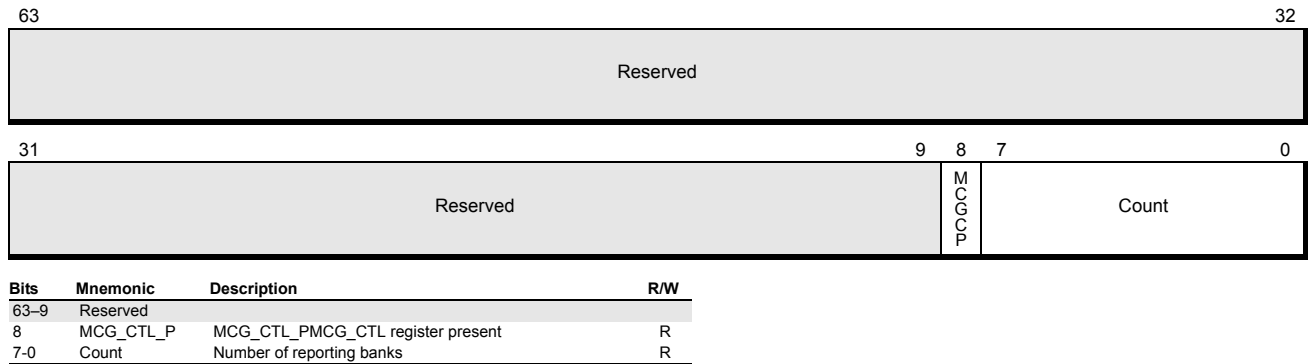 63 32
Reserved
31 9 8 7 0
Reserved MCGCP Count
Bits Mnemonic Description R/W
63–9 Reserved
8 MCG_CTL_P MCG_CTL_PMCG_CTL register present R
7-0 Count Number of reporting banks R